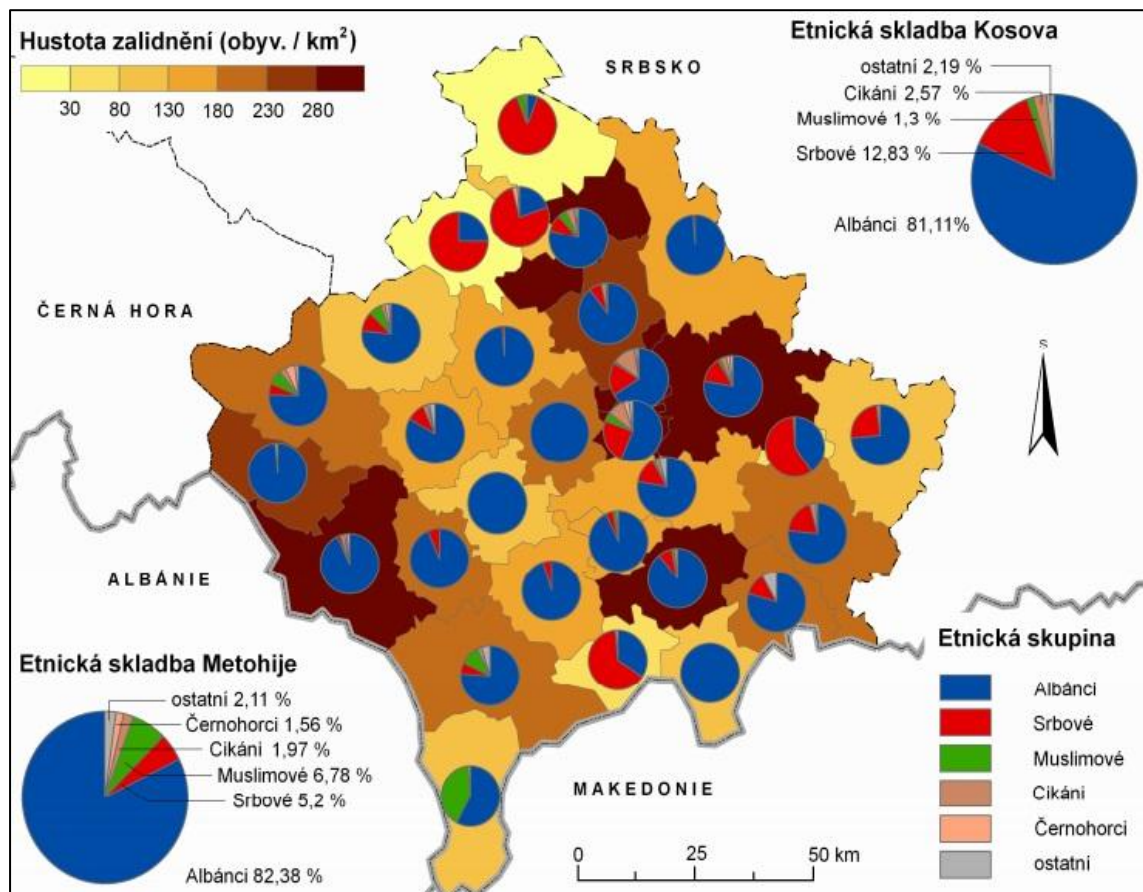 Hustota zalidnění (obyv. / km²)
30 80 130 180 230 280
SRBSKO
Etnická skladba Kosova
ostatní 2,19 %
Cikáni 2,57 %
Muslimové 1,3 %
Srbové 12,83 %
Albánci 81,11%
ČERNÁ HORA
S
ALBÁNIE
Etnická skladba Metohije
ostatní 2,11 %
Černohorci 1,56 %
Cikáni 1,97 %
Muslimové 6,78 %
Srbové 5,2 %
Albánci 82,38 %
MAKEDONIE
0 25 50 km
Etnická skupina
Albánci
Srbové
Muslimové
Cikáni
Černohorci
ostatní